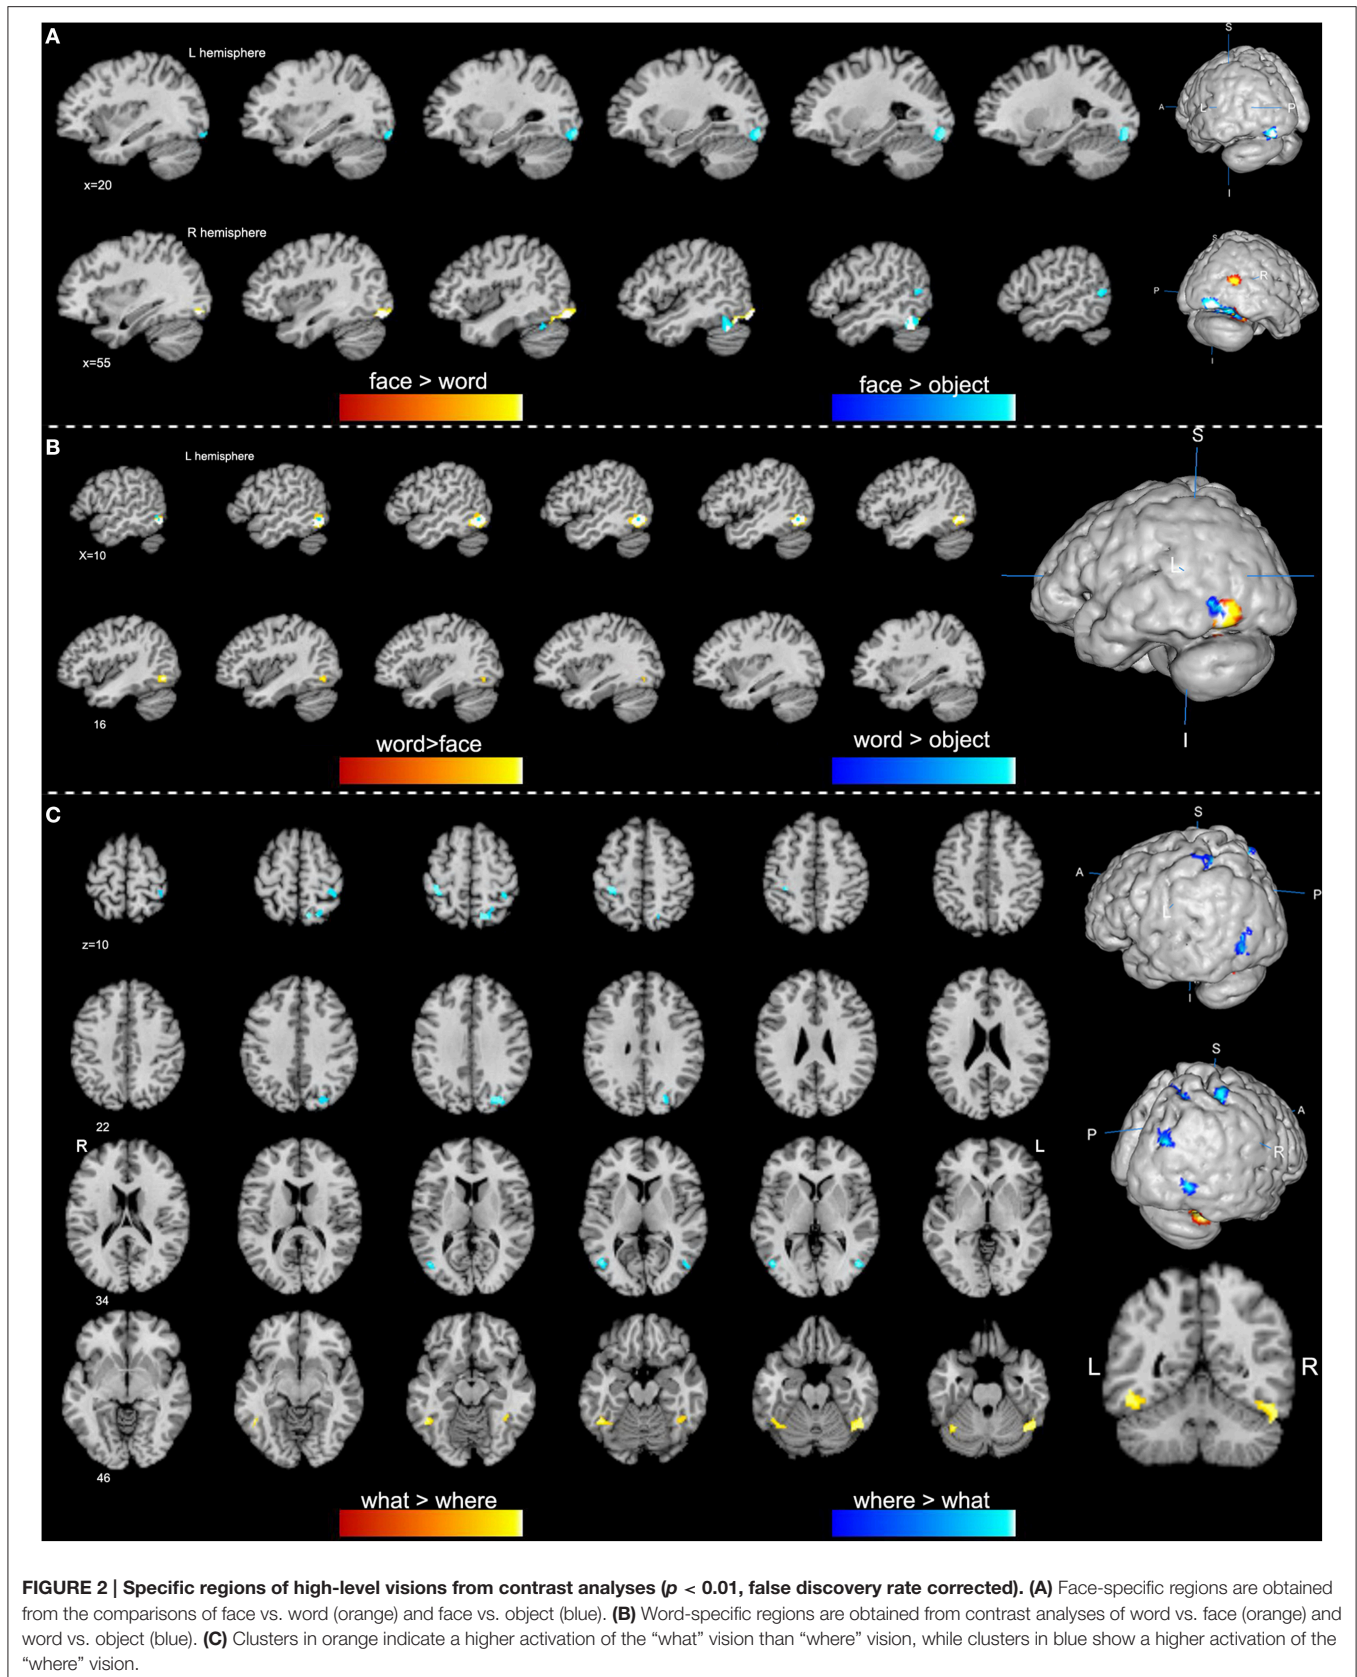 A
L hemisphere
S
A
L
P
x=20
I
R hemisphere
S
R
P
x=55
I
face > word
face > object
B
L hemisphere
S
X=10
L
16
I
word>face
word > object
C
S
A
P
L
z=10
I
S
A
P
R
22
R
L
34
L
R
46
what > where
where > what
FIGURE 2 | Specific regions of high-level visions from contrast analyses (p < 0.01, false discovery rate corrected). (A) Face-specific regions are obtained
from the comparisons of face vs. word (orange) and face vs. object (blue). (B) Word-specific regions are obtained from contrast analyses of word vs. face (orange) and
word vs. object (blue). (C) Clusters in orange indicate a higher activation of the “what” vision than “where” vision, while clusters in blue show a higher activation of the
“where” vision.